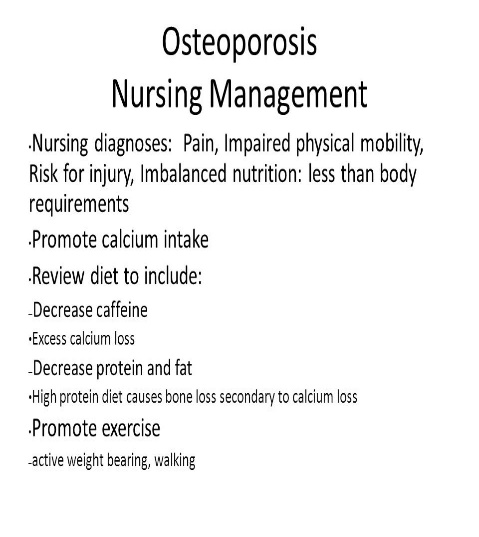 Osteoporosis
Nursing Management
·Nursing diagnoses: Pain, Impaired physical mobility,
Risk for injury, Imbalanced nutrition: less than body
requirements
·Promote calcium intake
·Review diet to include:
–Decrease caffeine
•Excess calcium loss
–Decrease protein and fat
•High protein diet causes bone loss secondary to calcium loss
·Promote exercise
–active weight bearing, walking